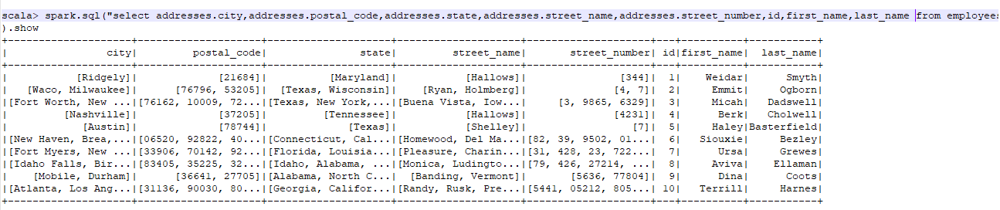 scala> spark.sql("select addresses.city,addresses.postal_code,addresses.state,addresses.street_name,addresses.street_number,id,first_name,last_name from employees
).show
+--------------------+--------------------+--------------------+--------------------+--------------------+---+----------+-----------+
|                city|         postal_code|               state|         street_name|       street_number| id|first_name|  last_name|
+--------------------+--------------------+--------------------+--------------------+--------------------+---+----------+-----------+
|           [Ridgely]|             [21684]|          [Maryland]|           [Hallows]|               [344]|  1|    Weidar|      Smyth|
|   [Waco, Milwaukee]|      [76796, 53205]|  [Texas, Wisconsin]|    [Ryan, Holmberg]|              [4, 7]|  2|     Emmit|     Ogborn|
|[Fort Worth, New ...|[76162, 10009, 72...|[Texas, New York,...|[Buena Vista, Iow...|     [3, 9865, 6329]|  3|     Micah|   Dadswell|
|         [Nashville]|             [37205]|         [Tennessee]|           [Hallows]|              [4231]|  4|      Berk|   Cholwell|
|            [Austin]|             [78744]|             [Texas]|           [Shelley]|                 [7]|  5|     Haley|Basterfield|
|[New Haven, Brea,...|[06520, 92822, 40...|[Connecticut, Cal...|[Homewood, Del Ma...|[82, 39, 9502, 01...|  6|   Siouxie|     Bezley|
|[Fort Myers, New ...|[33906, 70142, 92...|[Florida, Louisia...|[Pleasure, Charin...|[31, 428, 23, 722...|  7|      Ursa|     Grewes|
|[Idaho Falls, Bir...|[83405, 35225, 32...|[Idaho, Alabama, ...|[Monica, Ludingto...|[79, 426, 27214, ...|  8|     Aviva|    Ellaman|
|    [Mobile, Durham]|      [36641, 27705]|[Alabama, North C...|  [Banding, Vermont]|       [5636, 77804]|  9|      Dina|      Coots|
|[Atlanta, Los Ang...|[31136, 90030, 80...|[Georgia, Califor...|[Randy, Rusk, Pre...|[5441, 05212, 805...| 10|   Terrill|     Harnes|
+--------------------+--------------------+--------------------+--------------------+--------------------+---+----------+-----------+